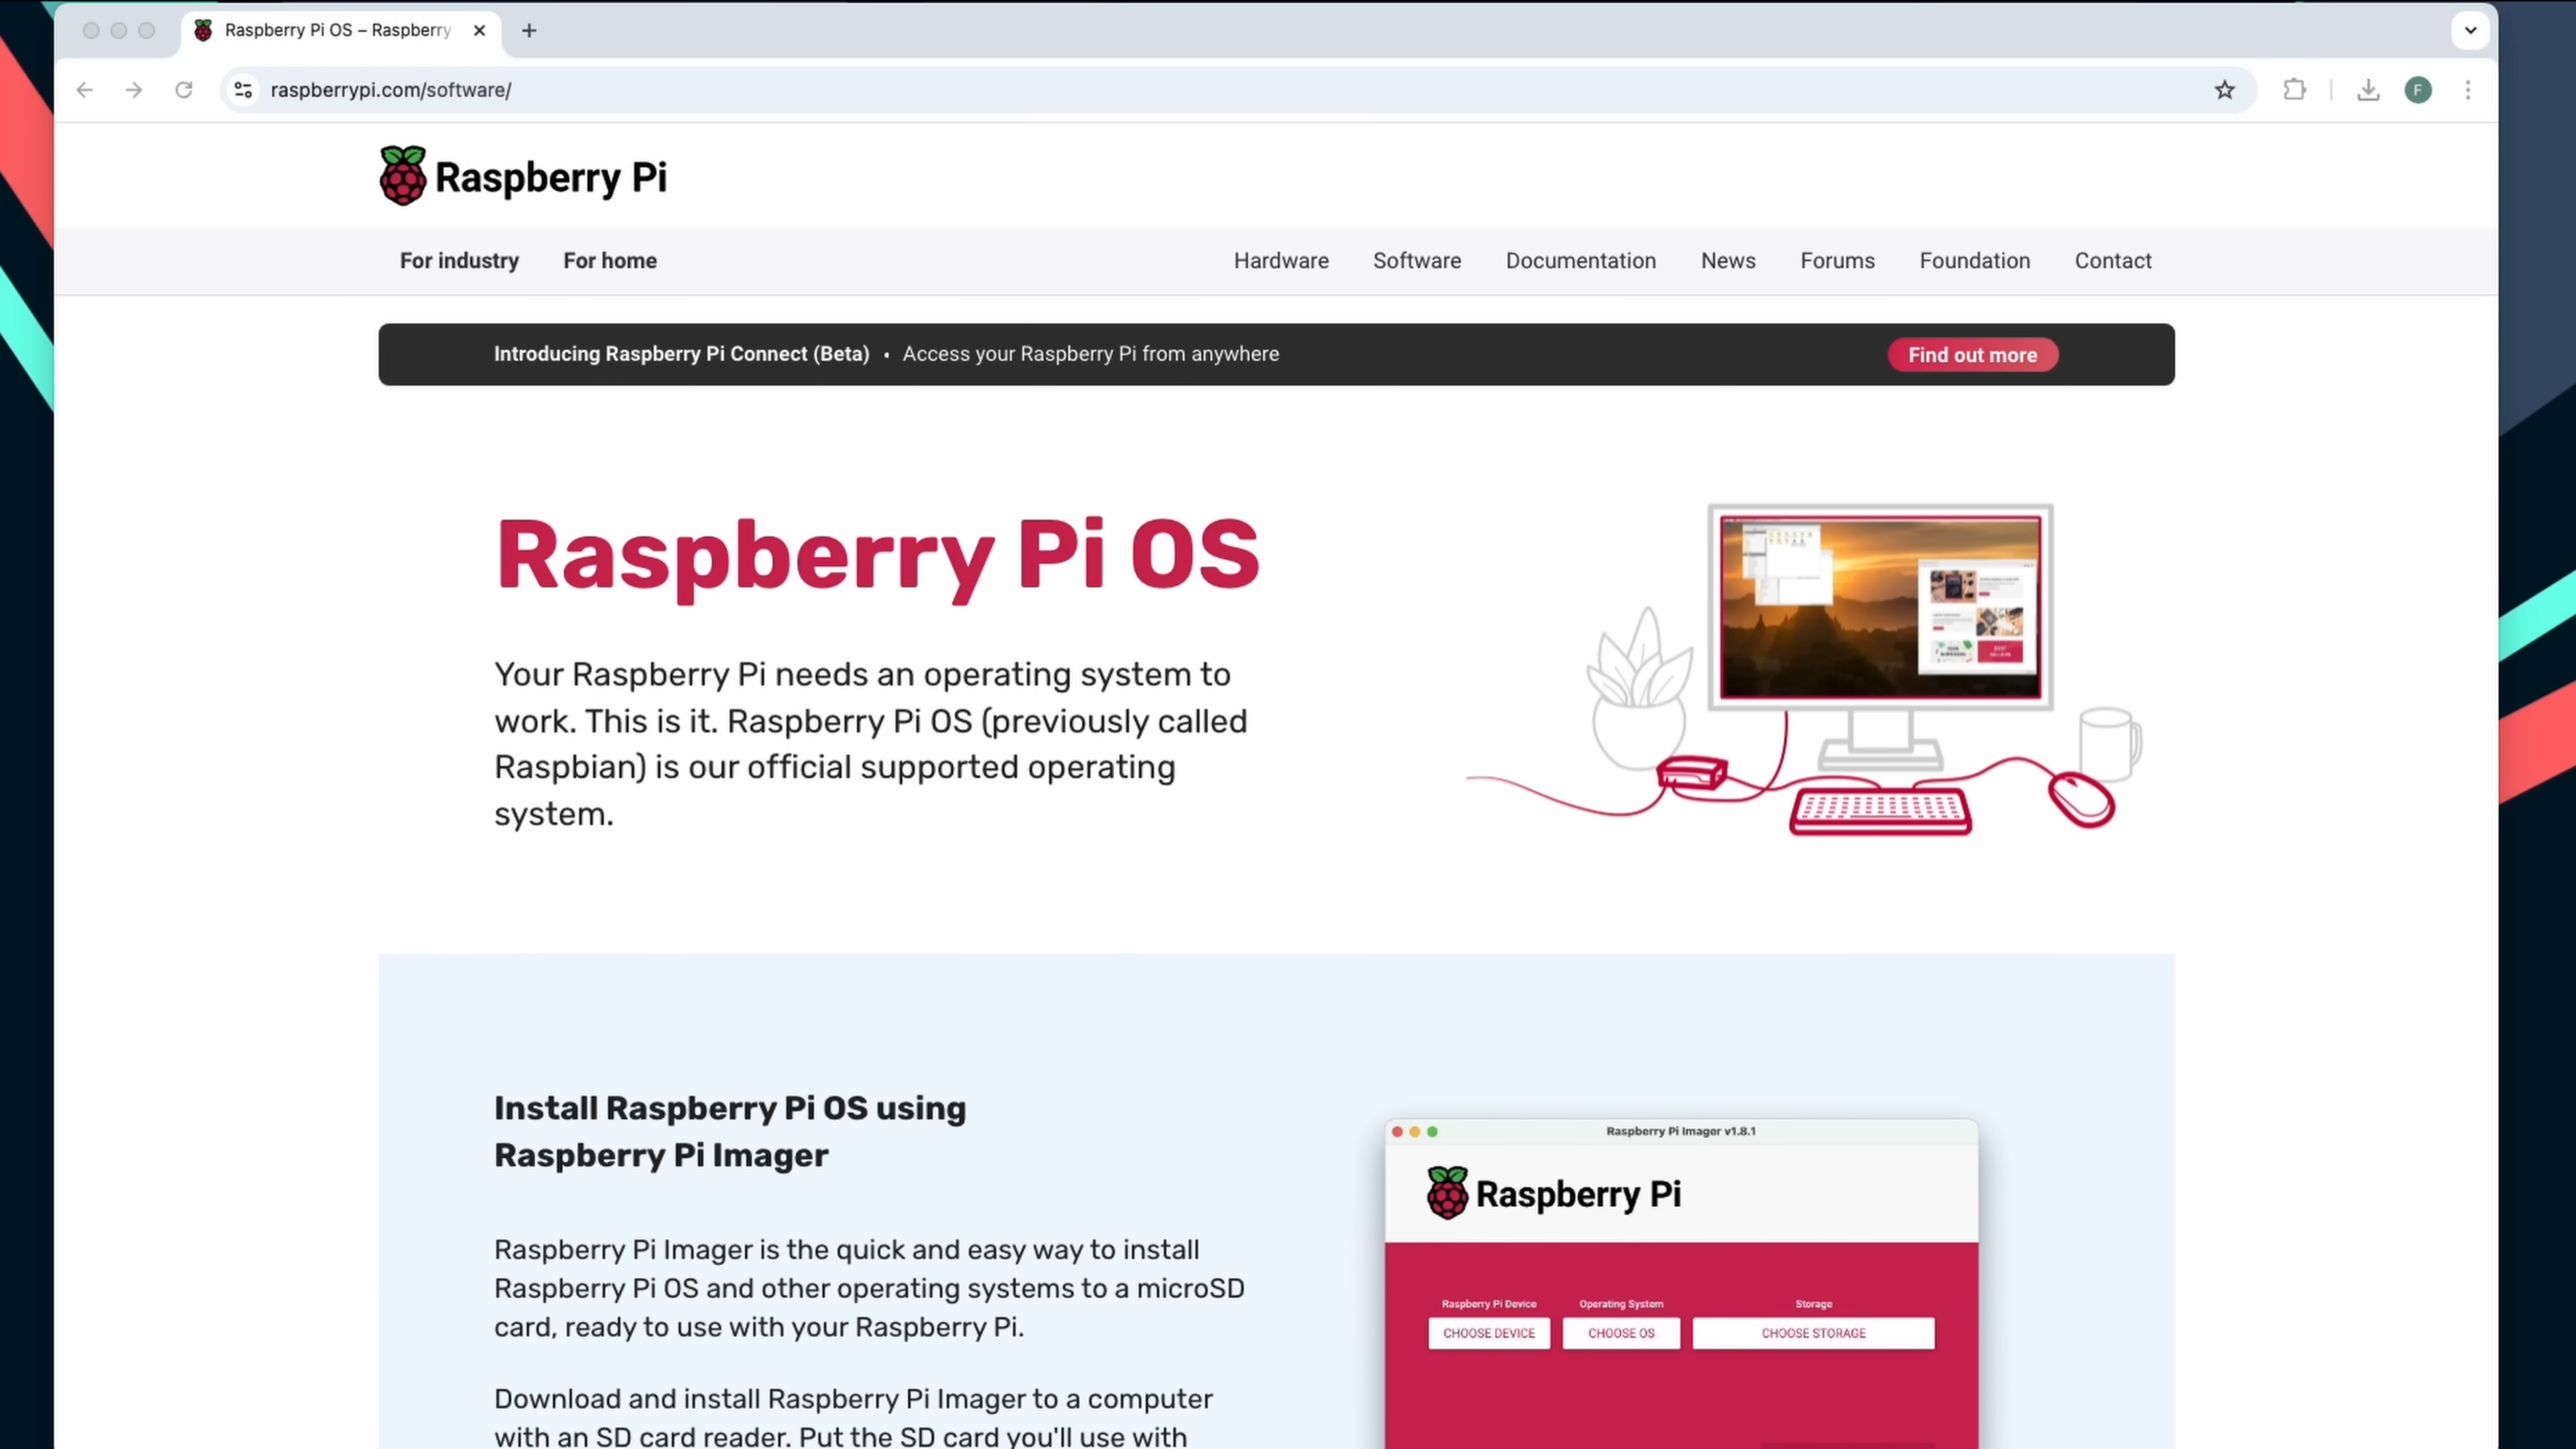 Raspberry Pi OS – Raspberry
raspberrypi.com/software/
F
Raspberry Pi
For industry
For home
Hardware
Software
Documentation
News
Forums
Foundation
Contact
Introducing Raspberry Pi Connect (Beta) • Access your Raspberry Pi from anywhere
Find out more
Raspberry Pi OS
Your Raspberry Pi needs an operating system to
work. This is it. Raspberry Pi OS (previously called
Raspbian) is our official supported operating
system.
Install Raspberry Pi OS using
Raspberry Pi Imager
Raspberry Pi Imager is the quick and easy way to install
Raspberry Pi OS and other operating systems to a microSD
card, ready to use with your Raspberry Pi.
Download and install Raspberry Pi Imager to a computer
with an SD card reader. Put the SD card you'll use with
Raspberry Pi Imager v1.8.1
Raspberry Pi
Raspberry Pi Device
Operating System
Storage
CHOOSE DEVICE
CHOOSE OS
CHOOSE STORAGE